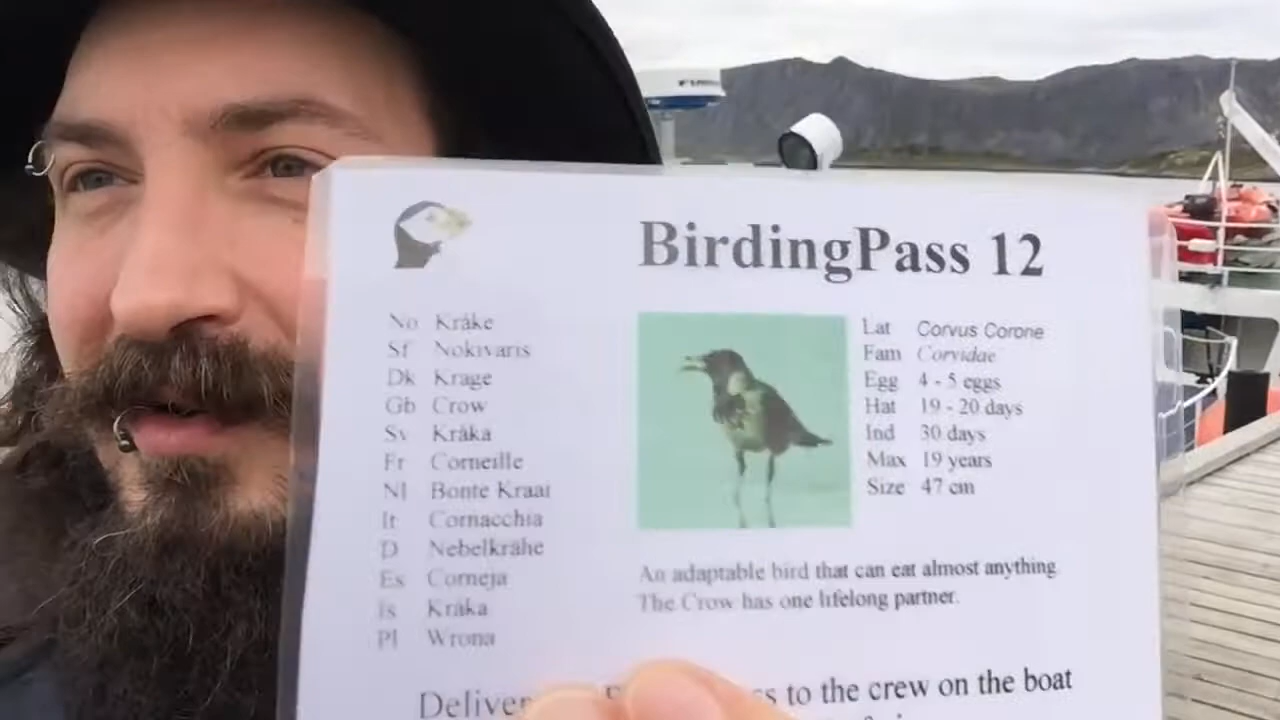 BirdingPass 12
No Kråke
Sf Nokivaris
Dk Krage
Gb Crow
Sv Kråka
Fr Corneille
Nl Bonte Kraai
It Cornacchia
D Nebelkrähe
Es Corneja
Is Kráka
Pl Wrona
Lat Corvus Corone
Fam Corvidae
Egg 4 - 5 eggs
Hat 19 - 20 days
Ind 30 days
Max 19 years
Size 47 cm
An adaptable bird that can eat almost anything.
The Crow has one lifelong partner.
Deliver to the crew on the boat